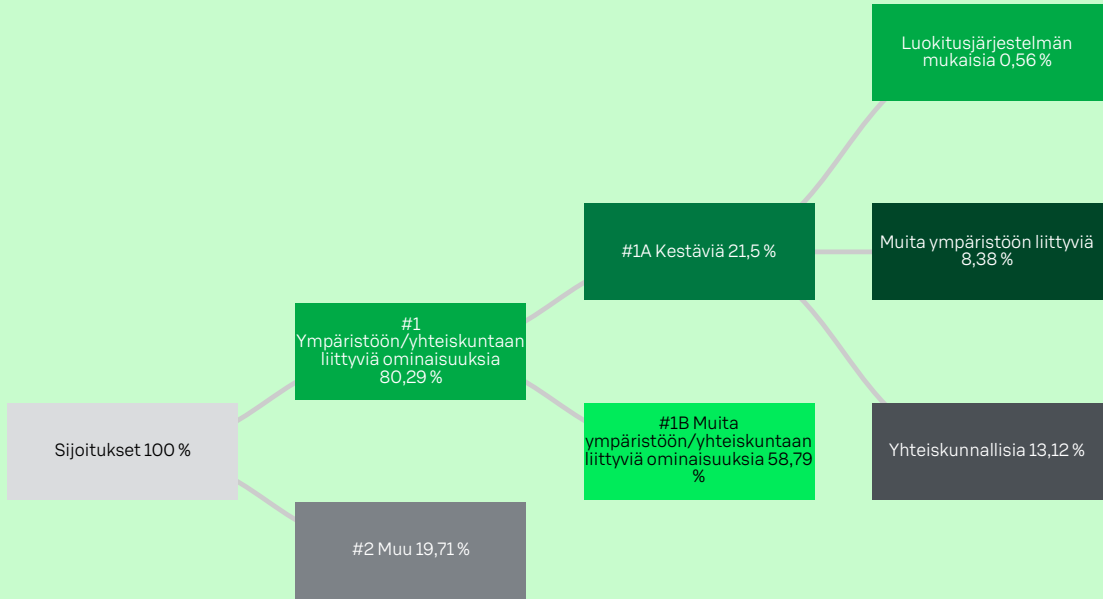 Luokitusjärjestelmän
mukaisia 0,56 %
#1A Kestäviä 21,5 %
Muita ympäristöön liittyviä
8,38 %
#1
Ympäristöön/yhteiskuntaan
liittyviä ominaisuuksia
80,29 %
Sijoitukset 100 %
#1B Muita
ympäristöön/yhteiskuntaan
liittyviä ominaisuuksia 58,79
%
Yhteiskunnallisia 13,12 %
#2 Muu 19,71 %